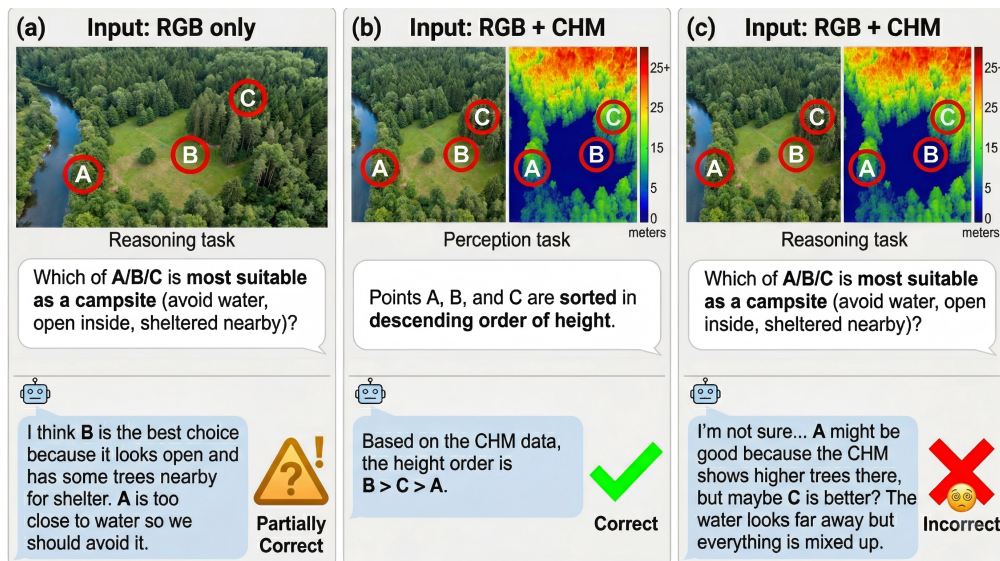 (a) Input: RGB only
A
B
C
Reasoning task
Which of A/B/C is most suitable
as a campsite (avoid water,
open inside, sheltered nearby)?
I think B is the best choice
because it looks open and
has some trees nearby
for shelter. A is too
close to water so we
should avoid it.
?
!
Partially
Correct
(b) Input: RGB + CHM
A
B
C
A
B
C
25+
25
15
5
0
meters
Perception task
Points A, B, and C are sorted in
descending order of height.
Based on the CHM data,
the height order is
B > C > A.
Correct
(c) Input: RGB + CHM
A
B
C
A
B
C
25+
25
15
5
0
meters
Reasoning task
Which of A/B/C is most suitable
as a campsite (avoid water, open
inside, sheltered nearby)?
I'm not sure... A might be
good because the CHM
shows higher trees there,
but maybe C is better? The
water looks far away but
everything is mixed up.
Incorrect